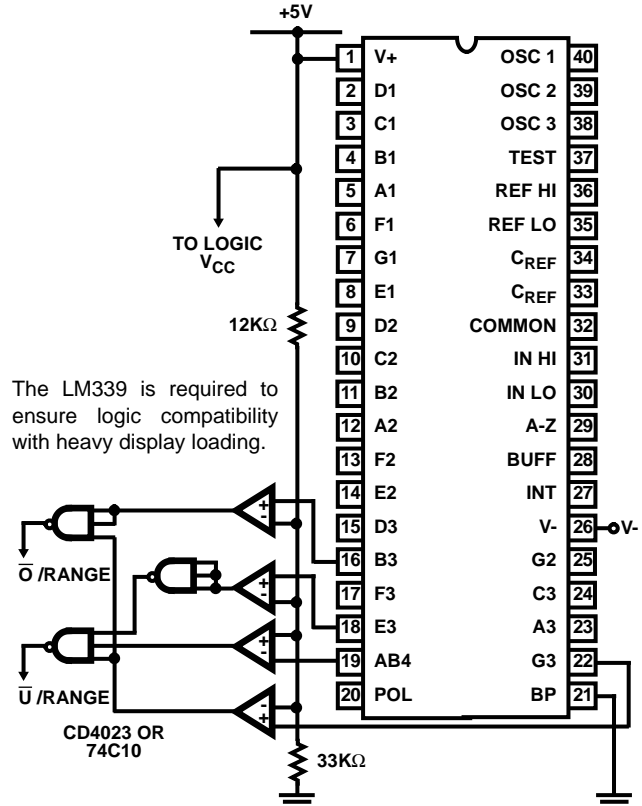 +5V
1 V+ OSC 1 40
2 D1 OSC 2 39
3 C1 OSC 3 38
4 B1 TEST 37
5 A1 REF HI 36
6 F1 REF LO 35
7 G1 CREF 34
8 E1 CREF 33
9 D2 COMMON 32
10 C2 IN HI 31
11 B2 IN LO 30
12 A2 A-Z 29
13 F2 BUFF 28
14 E2 INT 27
15 D3 V- 26 V-
16 B3 G2 25
17 F3 C3 24
18 E3 A3 23
19 AB4 G3 22
20 POL BP 21
TO LOGIC
VCC
12KΩ
The LM339 is required to
ensure logic compatibility
with heavy display loading.
+
-
O̅ /RANGE
+
-
+
-
U̅ /RANGE
-
+
CD4023 OR
74C10
33KΩ